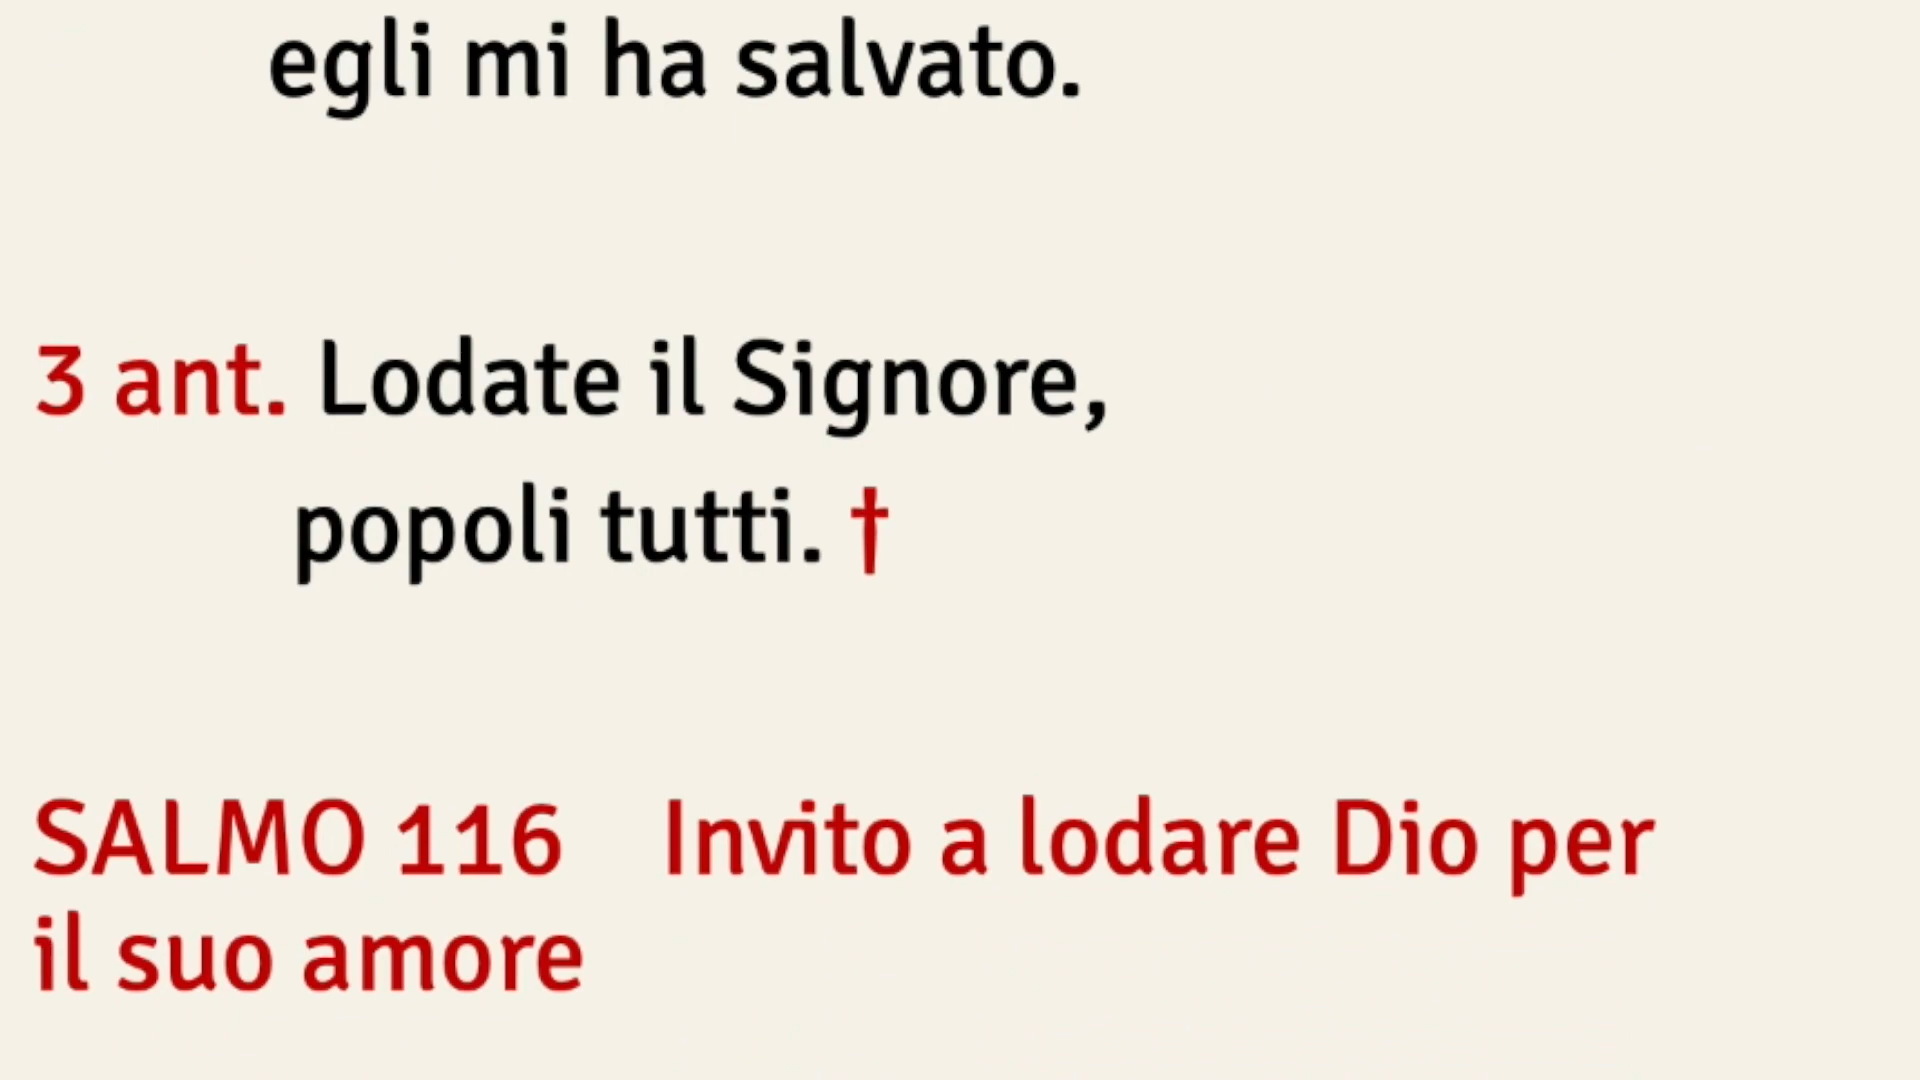 egli mi ha salvato.
3 ant. Lodate il Signore,
popoli tutti. †
SALMO 116 Invito a lodare Dio per
il suo amore